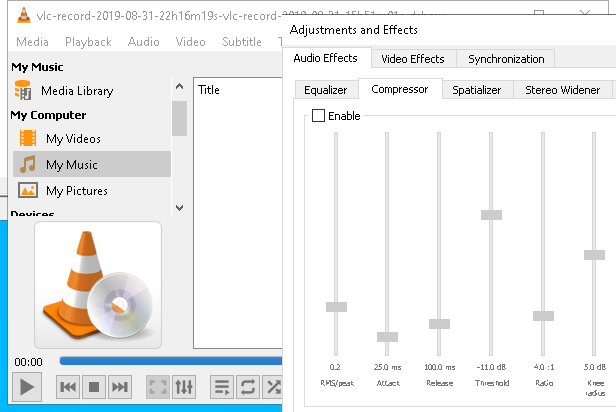 vlc-record-2019-08-31-22h16m19s-vlc-record-2019-08-31-15h51
Media Playback Audio Video Subtitle T
My Music
Media Library
My Computer
My Videos
My Music
My Pictures
Devices
Title
00:00
Adjustments and Effects
Audio Effects Video Effects Synchronization
Equalizer Compressor Spatializer Stereo Widener
Enable
0.2 25.0 ms 100.0 ms -11.0 dB 4.0 :1 5.0 dB
RMS/peak Attack Release Threshold Ratio Knee
radius